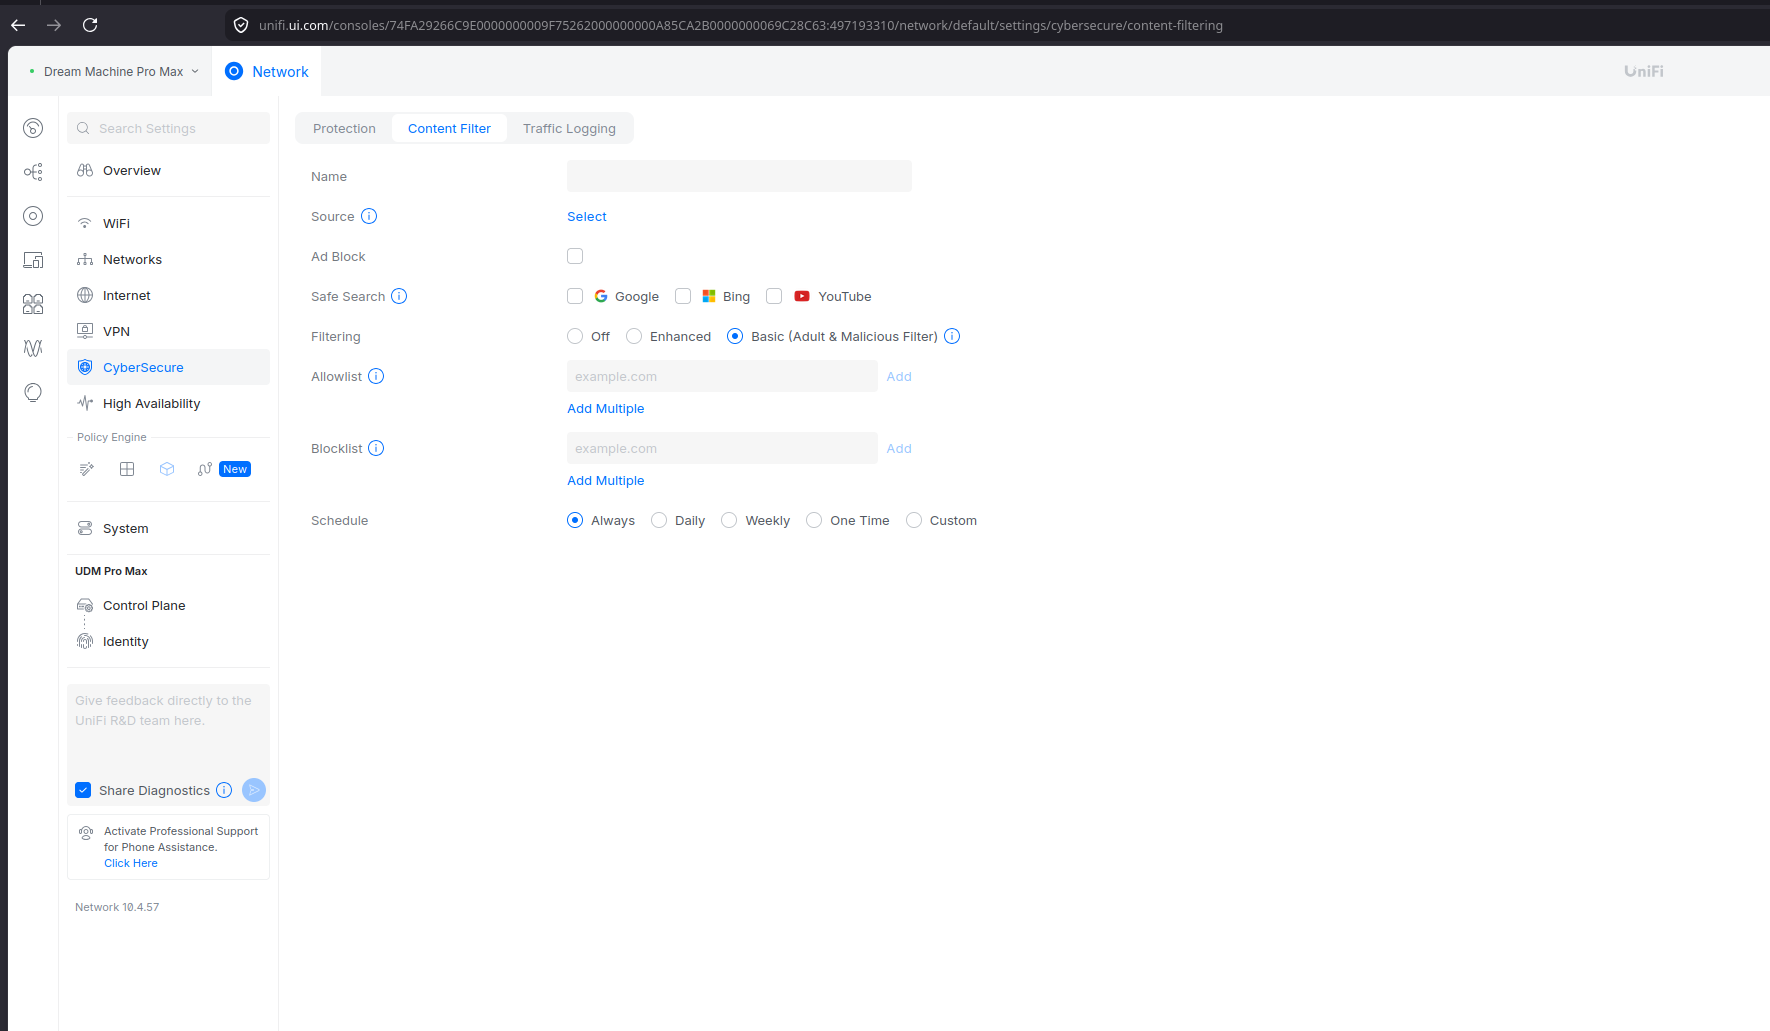 unifi.ui.com/consoles/74FA29266C9E0000000009F75262000000000A85CA2B0000000069C28C63:497193310/network/default/settings/cybersecure/content-filtering
Dream Machine Pro Max
Network
UniFi
Search Settings
Overview
WiFi
Networks
Internet
VPN
CyberSecure
High Availability
Policy Engine
New
System
UDM Pro Max
Control Plane
Identity
Give feedback directly to the
UniFi R&D team here.
Share Diagnostics
Activate Professional Support
for Phone Assistance.
Click Here
Network 10.4.57
Protection Content Filter Traffic Logging
Name
Source Select
Ad Block
Safe Search Google Bing YouTube
Filtering Off Enhanced Basic (Adult & Malicious Filter)
Allowlist example.com Add
Add Multiple
Blocklist example.com Add
Add Multiple
Schedule Always Daily Weekly One Time Custom